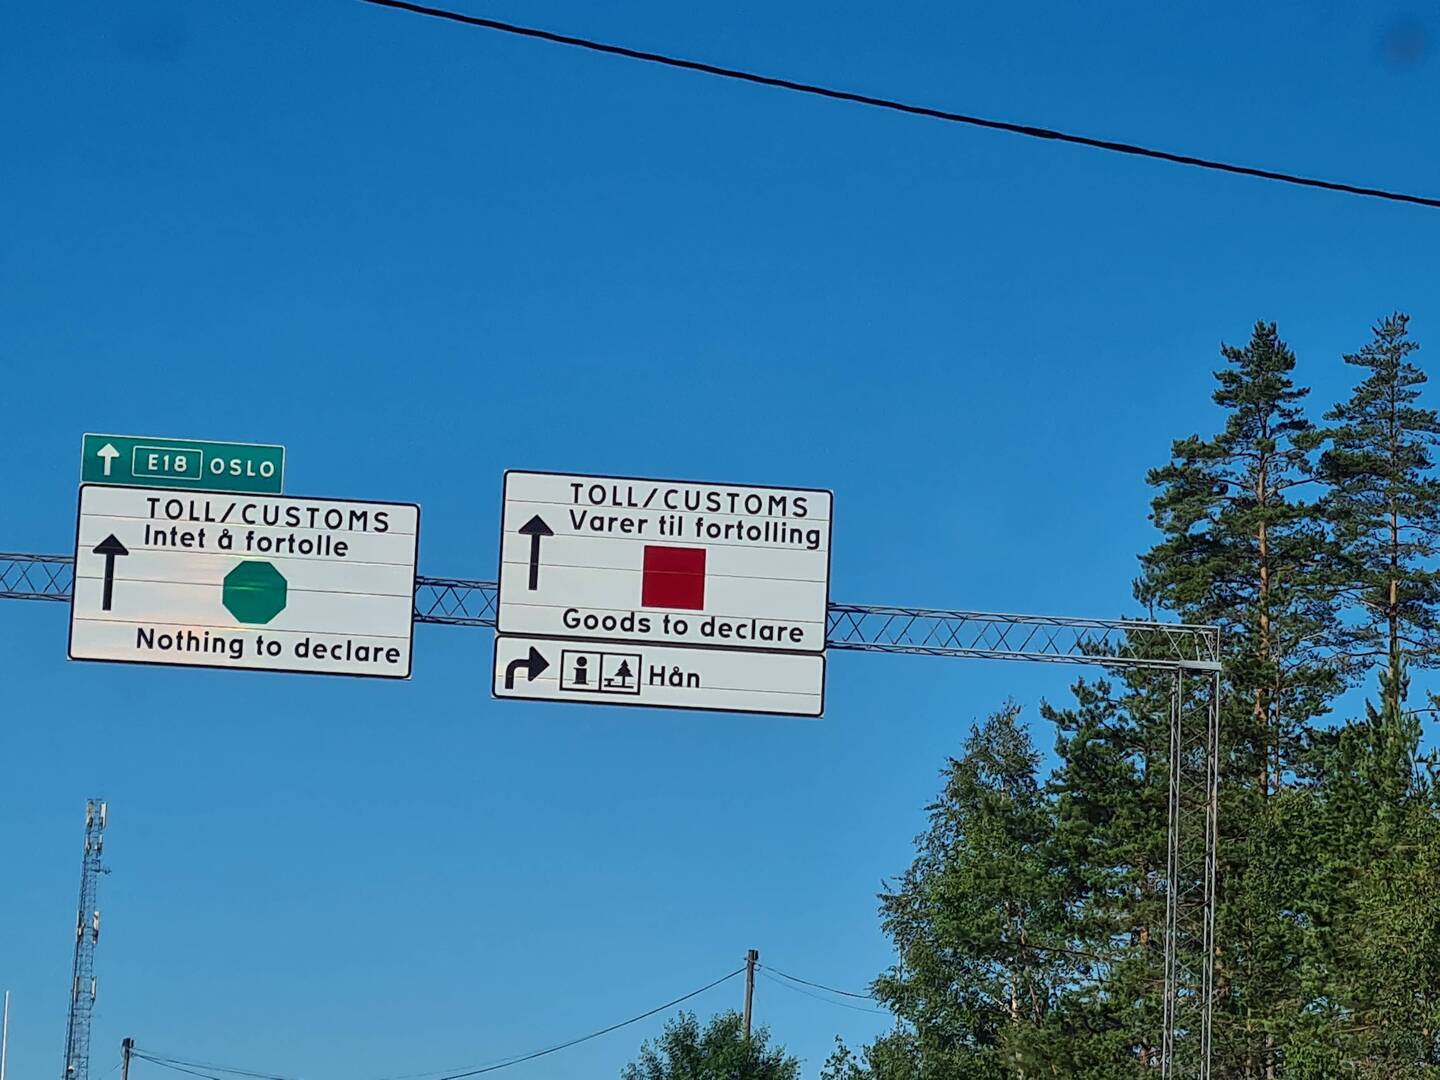 E18 OSLO
TOLL/CUSTOMS
Intet å fortolle
Nothing to declare
TOLL/CUSTOMS
Varer til fortolling
Goods to declare
i Hån